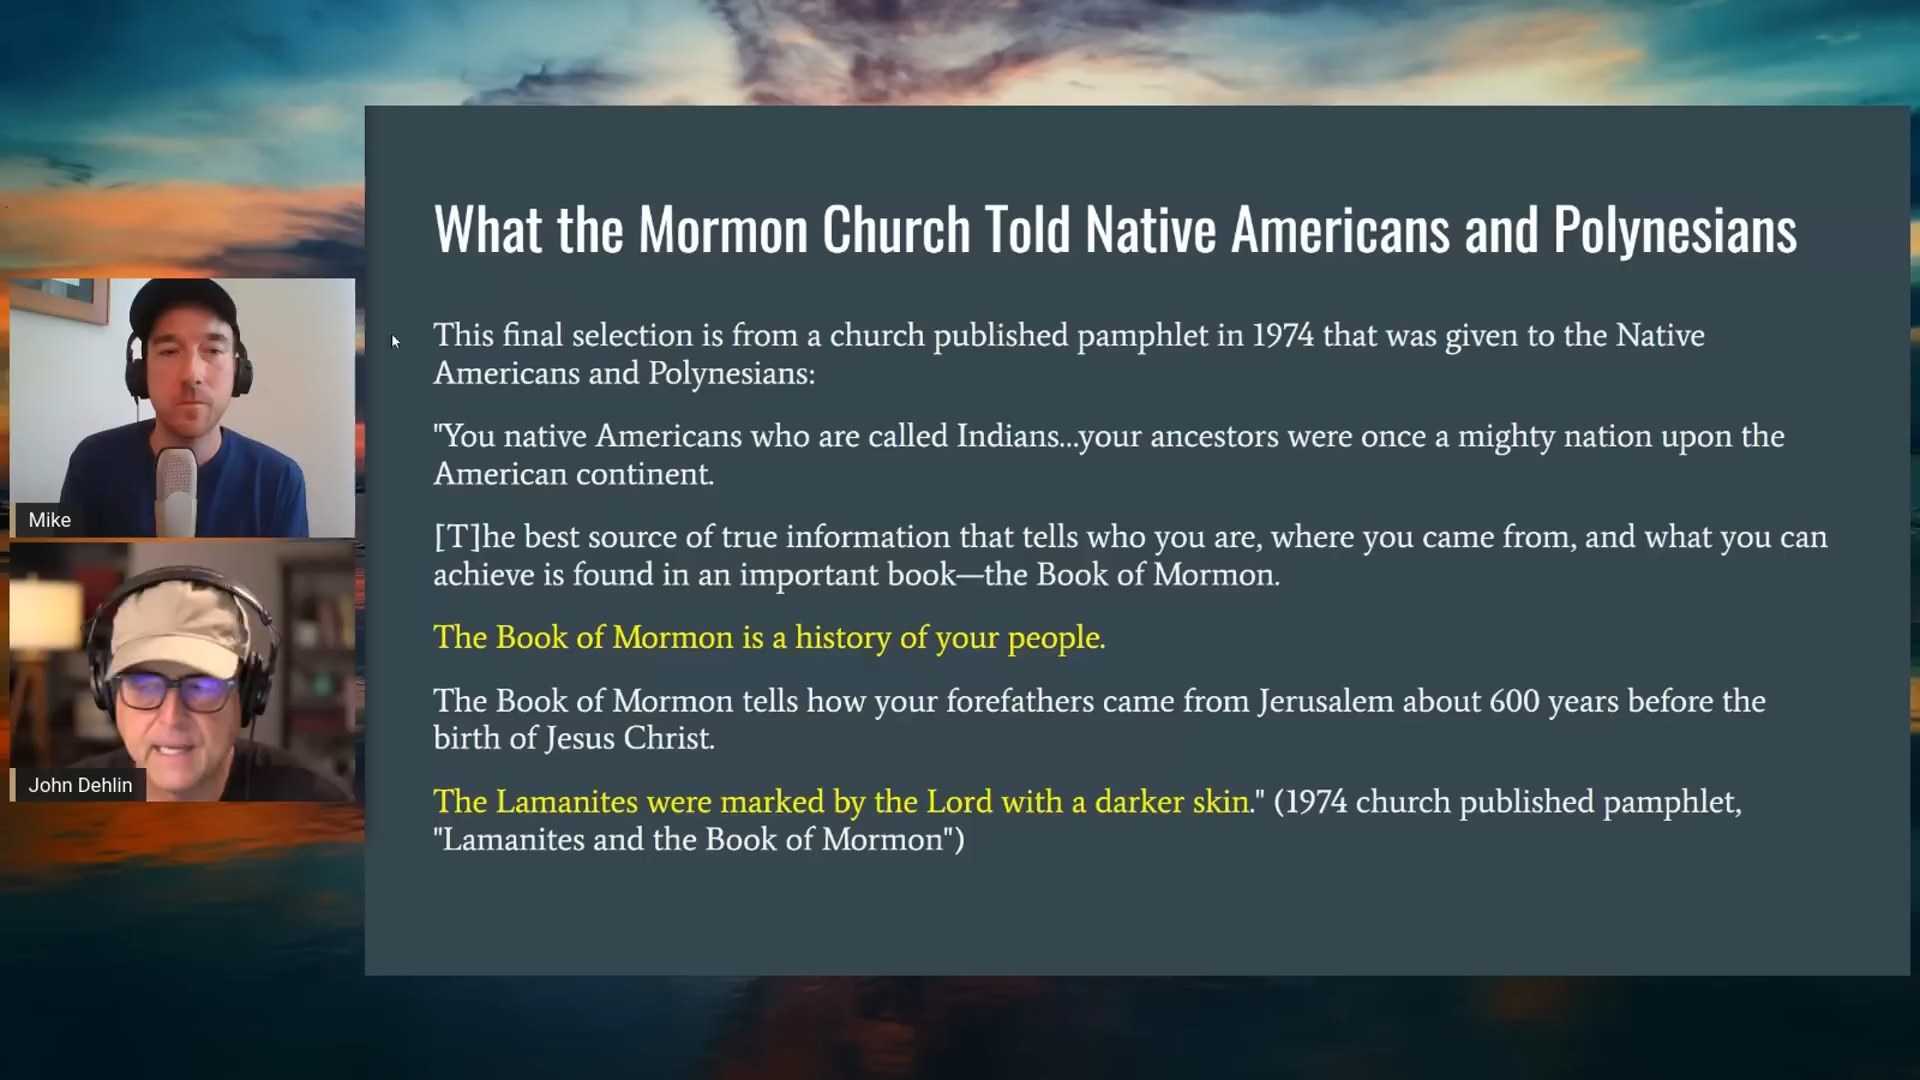 What the Mormon Church Told Native Americans and Polynesians
This final selection is from a church published pamphlet in 1974 that was given to the Native
Americans and Polynesians:
"You native Americans who are called Indians...your ancestors were once a mighty nation upon the
American continent.
[T]he best source of true information that tells who you are, where you came from, and what you can
achieve is found in an important book—the Book of Mormon.
The Book of Mormon is a history of your people.
The Book of Mormon tells how your forefathers came from Jerusalem about 600 years before the
birth of Jesus Christ.
The Lamanites were marked by the Lord with a darker skin." (1974 church published pamphlet,
"Lamanites and the Book of Mormon")
Mike
John Dehlin